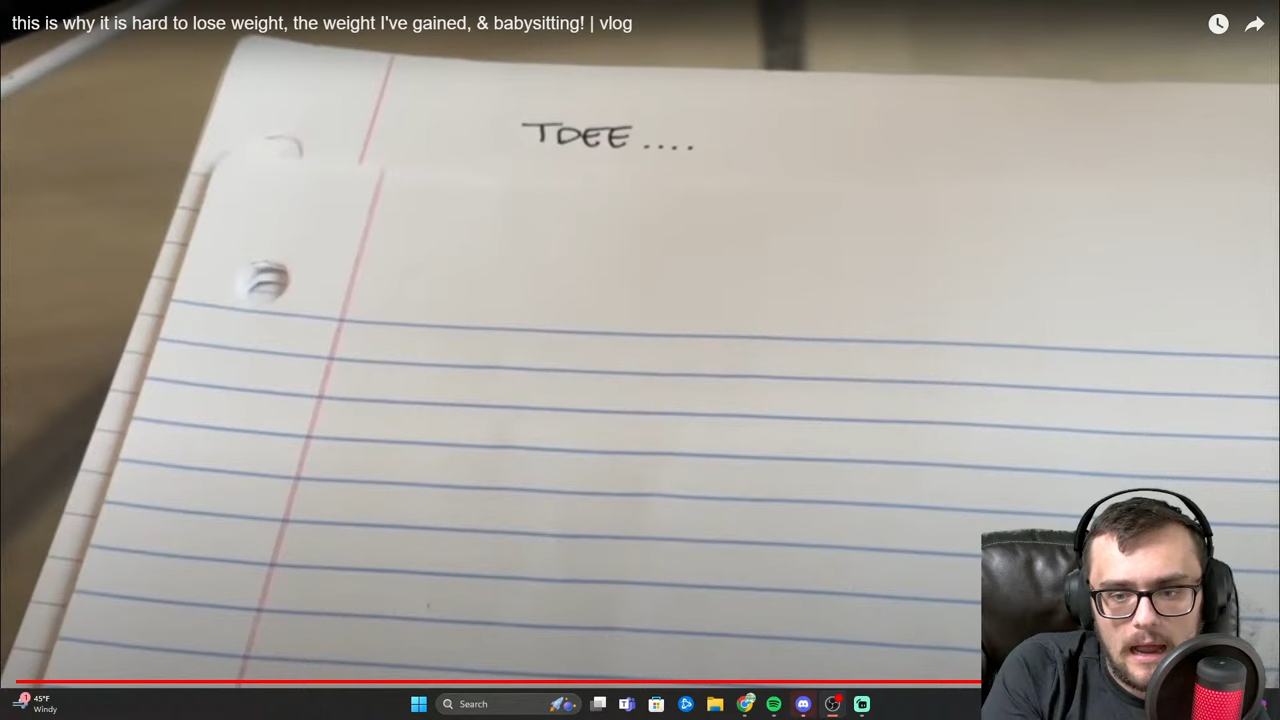 this is why it is hard to lose weight, the weight I've gained, & babysitting! | vlog
TDEE....
1
45°F
Windy
Search